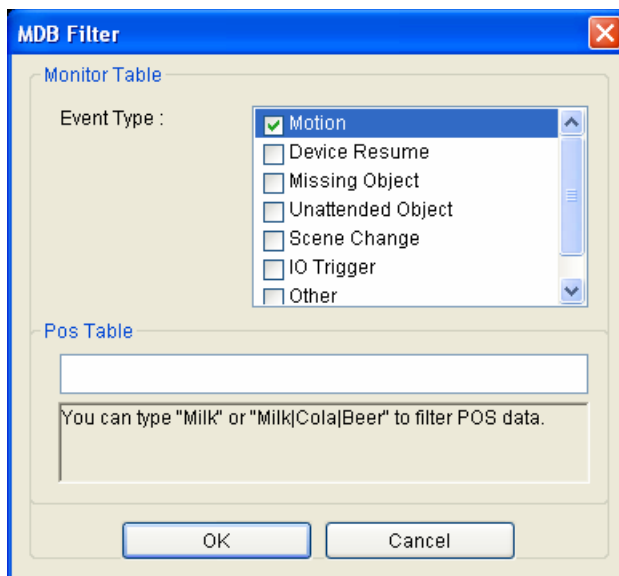 MDB Filter
Monitor Table
Event Type :
Motion
Device Resume
Missing Object
Unattended Object
Scene Change
IO Trigger
Other
Pos Table
You can type "Milk" or "Milk|Cola|Beer" to filter POS data.
OK
Cancel